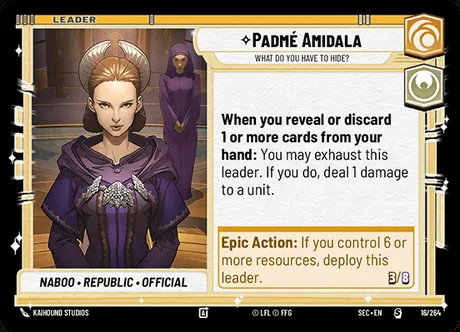 LEADER
✧PADMÉ AMIDALA
WHAT DO YOU HAVE TO HIDE?
When you reveal or discard
1 or more cards from your
hand: You may exhaust this
leader. If you do, deal 1 damage
to a unit.
Epic Action: If you control 6 or
more resources, deploy this
leader.
3/8
NABOO • REPUBLIC • OFFICIAL
KAIHOUND STUDIOS
© LFL © FFG
SEC • EN
16/264